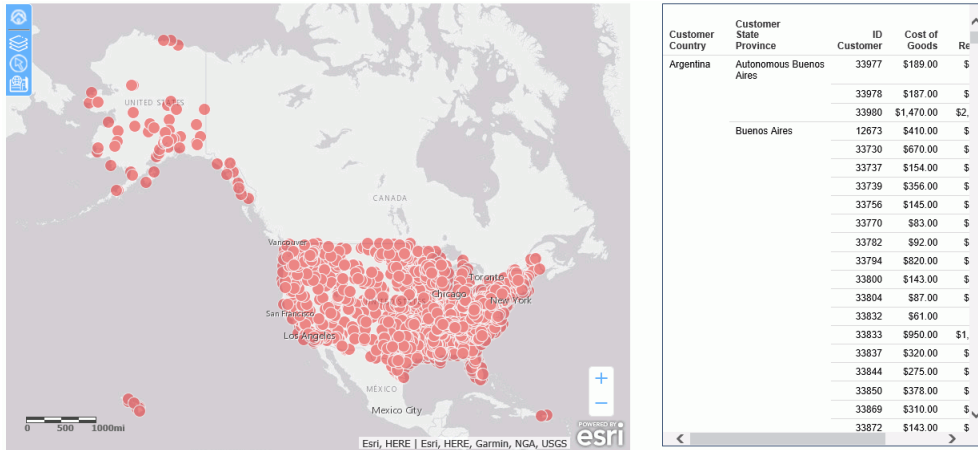 UNITED STATES
CANADA
Vancouver
Toronto
Chicago
New York
San Francisco
Los Angeles
MÉXICO
Mexico City
+
−
0 500 1000mi
Esri, HERE | Esri, HERE, Garmin, NGA, USGS
POWERED BY
esri
Customer Country Customer State Province ID Customer Cost of Goods Re
Argentina Autonomous Buenos Aires 33977 $189.00 $
33978 $187.00 $
33980 $1,470.00 $2,
Buenos Aires 12673 $410.00 $
33730 $670.00 $
33737 $154.00 $
33739 $356.00 $
33756 $145.00 $
33770 $83.00 $
33782 $92.00 $
33794 $820.00 $
33800 $143.00 $
33804 $87.00 $
33832 $61.00
33833 $950.00 $1,
33837 $320.00 $
33844 $275.00 $
33850 $378.00 $
33869 $310.00 $
33872 $143.00 $